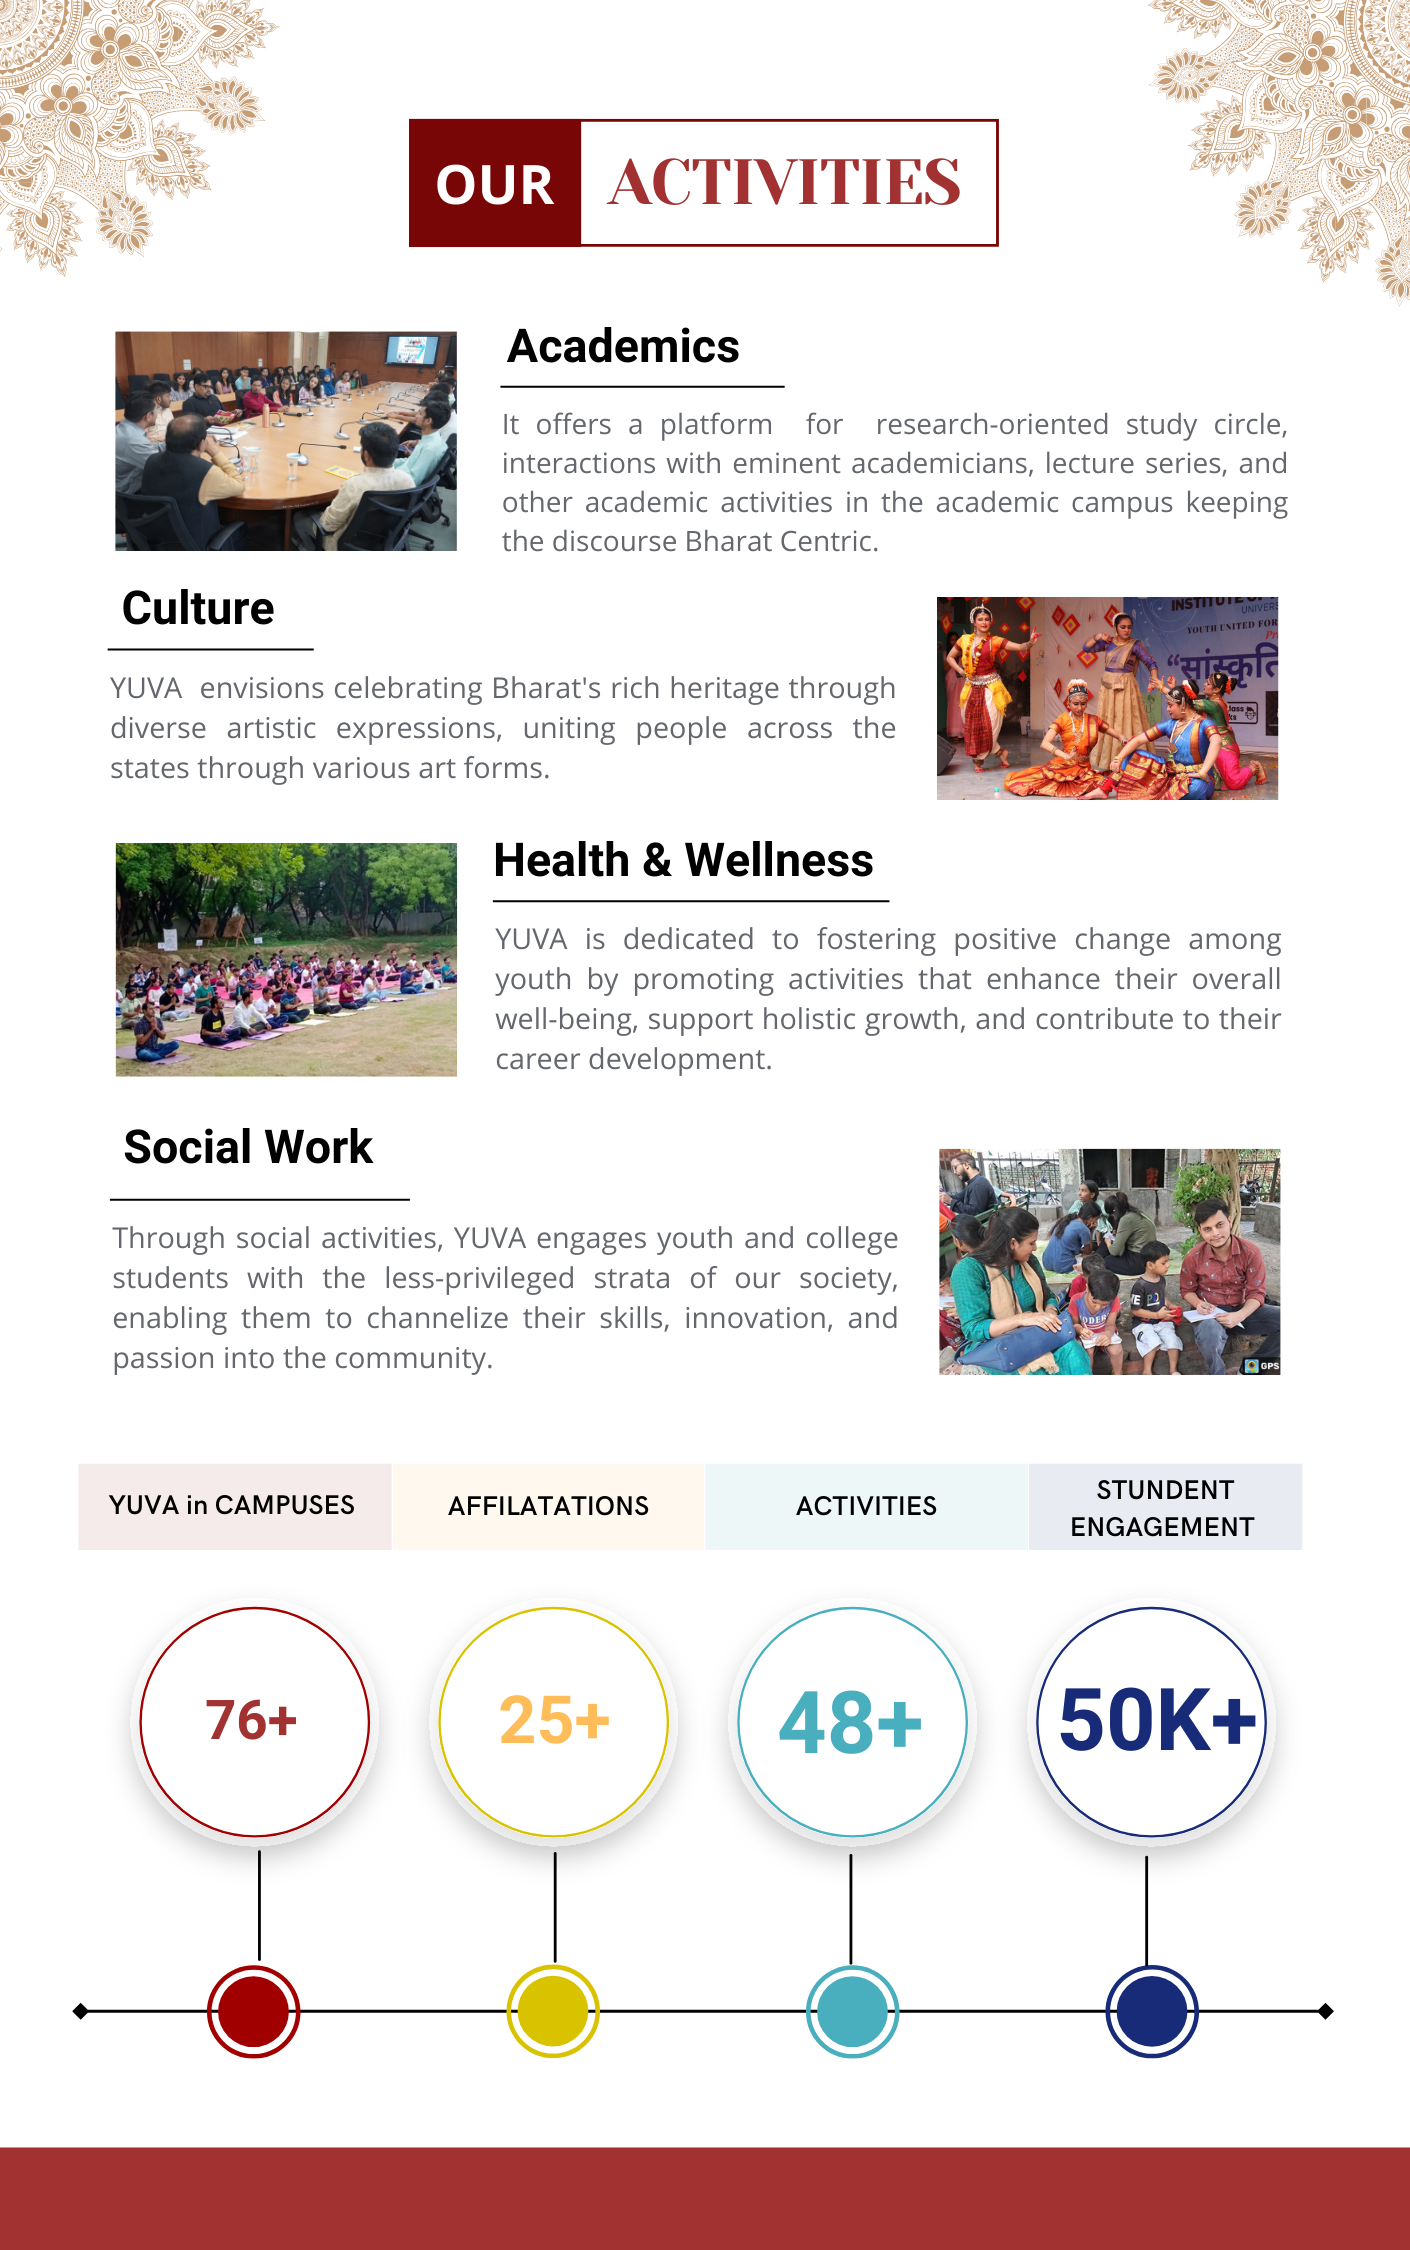 OUR ACTIVITIES
Academics
It offers a platform for research-oriented study circle,
interactions with eminent academicians, lecture series, and
other academic activities in the academic campus keeping
the discourse Bharat Centric.
Culture
YUVA envisions celebrating Bharat's rich heritage through
diverse artistic expressions, uniting people across the
states through various art forms.
INSTITUTE
UNIVERS
YOUTH UNITED FOR
"सांस्कृति
Health & Wellness
YUVA is dedicated to fostering positive change among
youth by promoting activities that enhance their overall
well-being, support holistic growth, and contribute to their
career development.
Social Work
Through social activities, YUVA engages youth and college
students with the less-privileged strata of our society,
enabling them to channelize their skills, innovation, and
passion into the community.
GPS
YUVA in CAMPUSES
AFFILATATIONS
ACTIVITIES
STUNDENT
ENGAGEMENT
76+
25+
48+
50K+